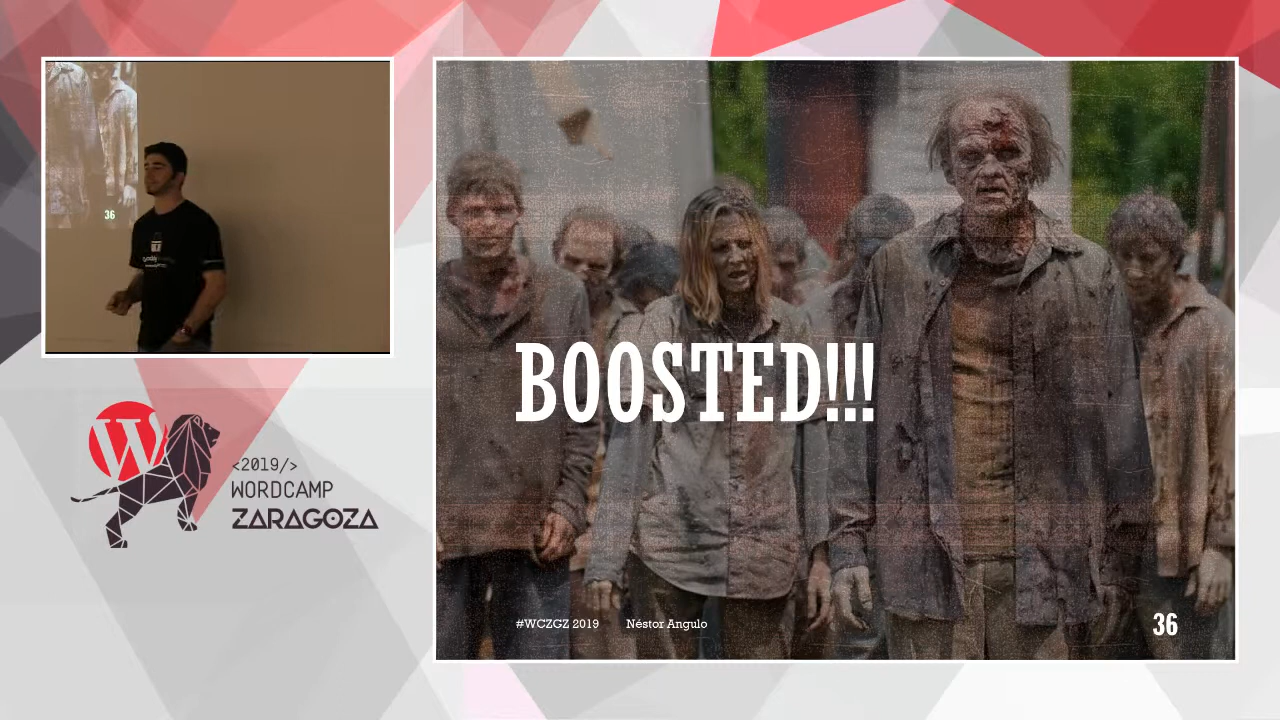 36
BOOSTED!!!
#WCZGZ 2019 Néstor Angulo
36
<2019/>
WORDCAMP
ZARAGOZA